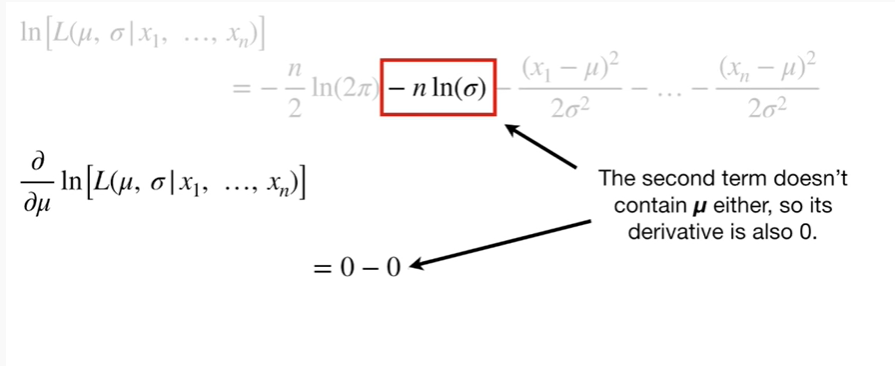 ln[L(μ, σ|x₁, …, xₙ)]
= − n/2 ln(2π) − n ln(σ) − (x₁ − μ)²/2σ² − … − (xₙ − μ)²/2σ²
∂/∂μ ln[L(μ, σ|x₁, …, xₙ)]
The second term doesn’t
contain μ either, so its
derivative is also 0.
= 0 − 0